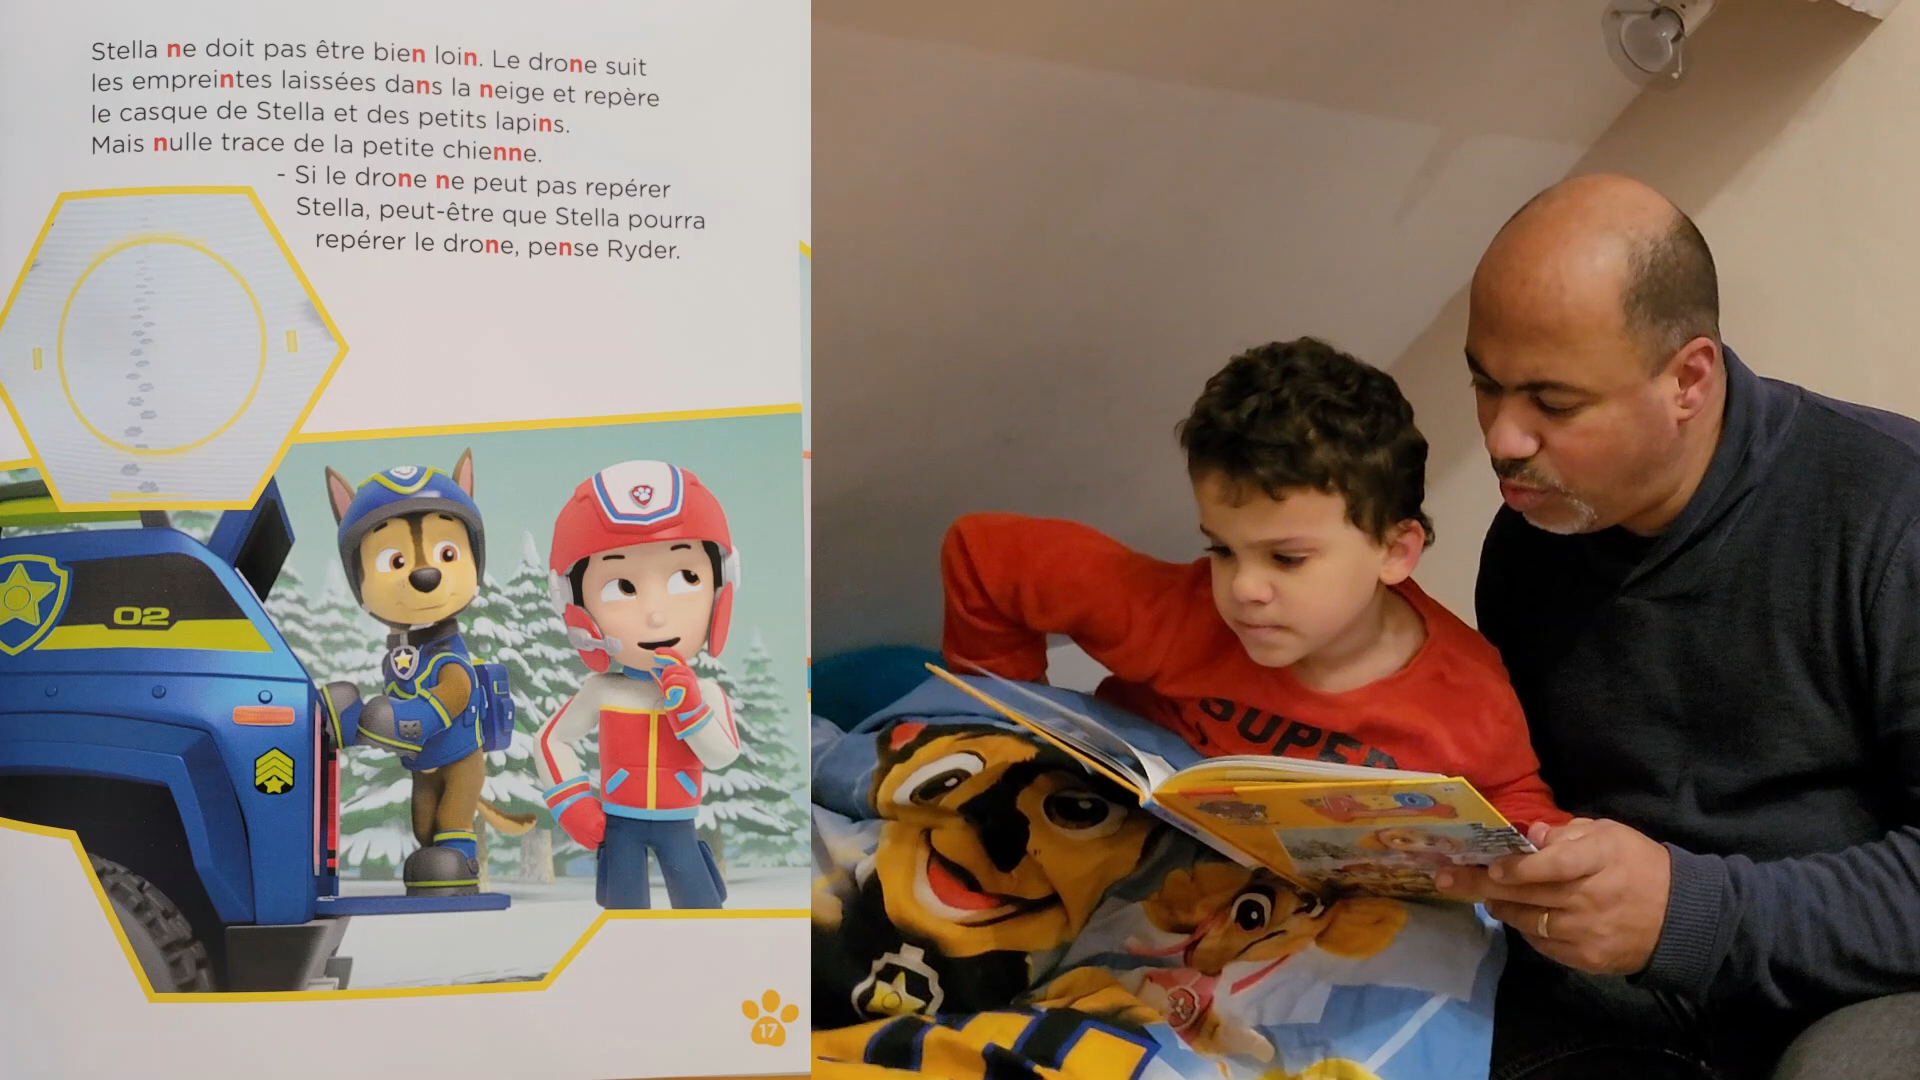 Stella ne doit pas être bien loin. Le drone suit
les empreintes laissées dans la neige et repère
le casque de Stella et des petits lapins.
Mais nulle trace de la petite chienne.
- Si le drone ne peut pas repérer
Stella, peut-être que Stella pourra
repérer le drone, pense Ryder.
02
17
SUPER